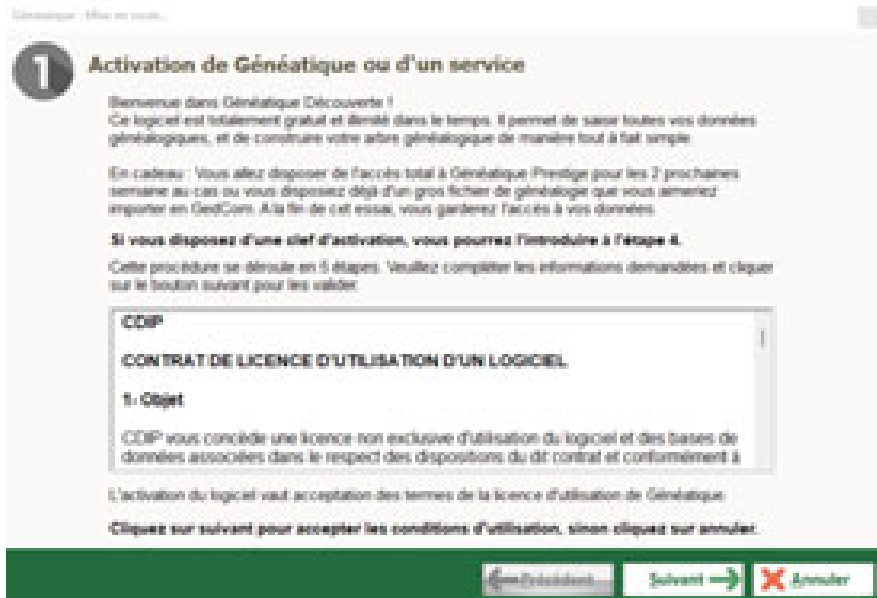 Généatique - Mise en route...
1
Activation de Généatique ou d'un service
Bienvenue dans Généatique Découverte !
Ce logiciel est totalement gratuit et illimité dans le temps. Il permet de saisir toutes vos données
généalogiques, et de construire votre arbre généalogique de manière tout à fait simple.
En cadeau : Vous allez disposer de l'accès total à Généatique Prestige pour les 2 prochaines
semaine au cas ou vous disposez déjà d'un gros fichier de généalogie que vous aimeriez
importer en GedCom. A la fin de cet essai, vous garderez l'accès à vos données.
Si vous disposez d'une clef d'activation, vous pourrez l'introduire à l'étape 4.
Cette procédure se déroule en 5 étapes. Veuillez compléter les informations demandées et cliquer
sur le bouton suivant pour les valider.
CDIP
CONTRAT DE LICENCE D'UTILISATION D'UN LOGICIEL
1- Objet
CDIP vous concède une licence non exclusive d'utilisation du logiciel et des bases de
données associées dans le respect des dispositions du dit contrat et conformément à
L'activation du logiciel vaut acceptation des termes de la licence d'utilisation de Généatique.
Cliquez sur suivant pour accepter les conditions d'utilisation, sinon cliquez sur annuler.
Précédent
Suivant
Annuler